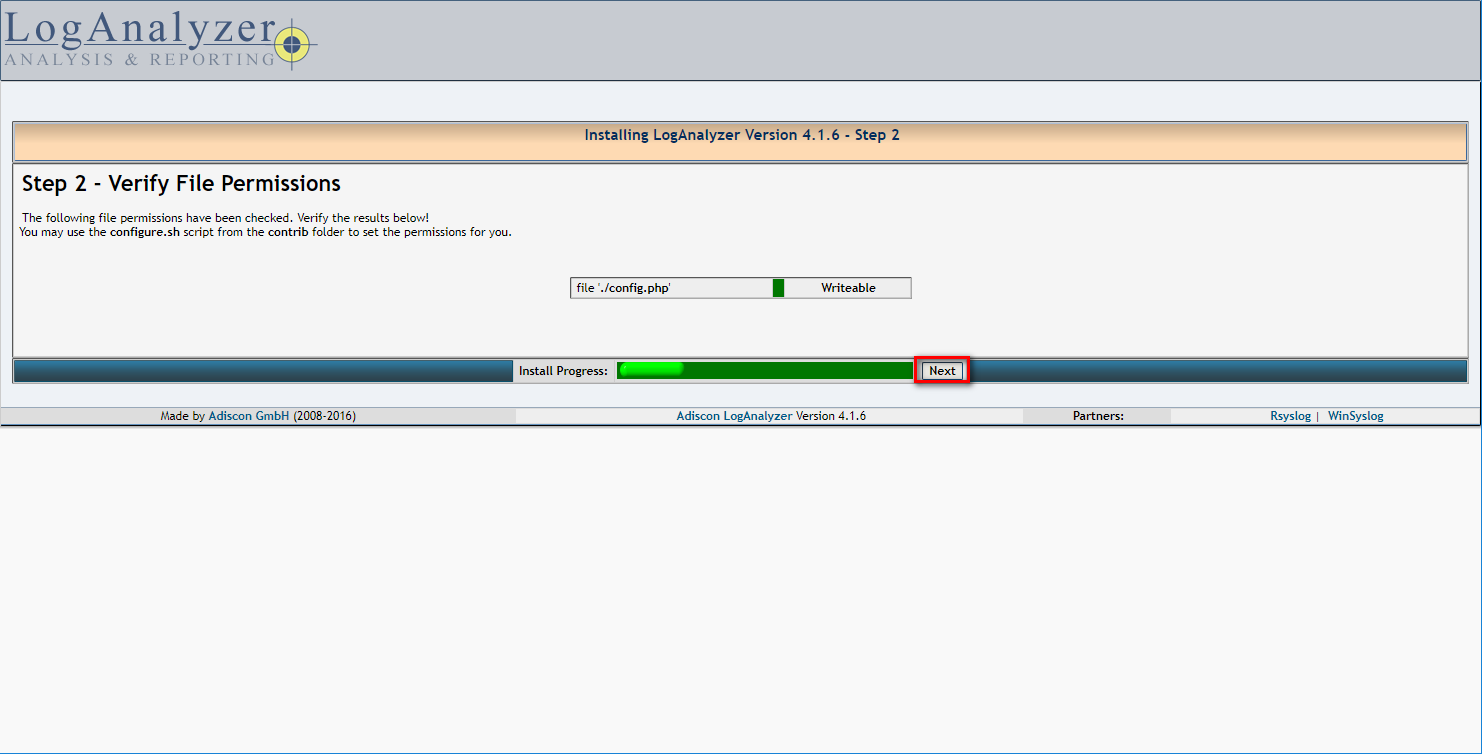 LogAnalyzer
ANALYSIS & REPORTING
Installing LogAnalyzer Version 4.1.6 - Step 2
Step 2 - Verify File Permissions
The following file permissions have been checked. Verify the results below!
You may use the configure.sh script from the contrib folder to set the permissions for you.
file './config.php' Writeable
Install Progress: Next
Made by Adiscon GmbH (2008-2016) Adiscon LogAnalyzer Version 4.1.6 Partners: Rsyslog | WinSyslog